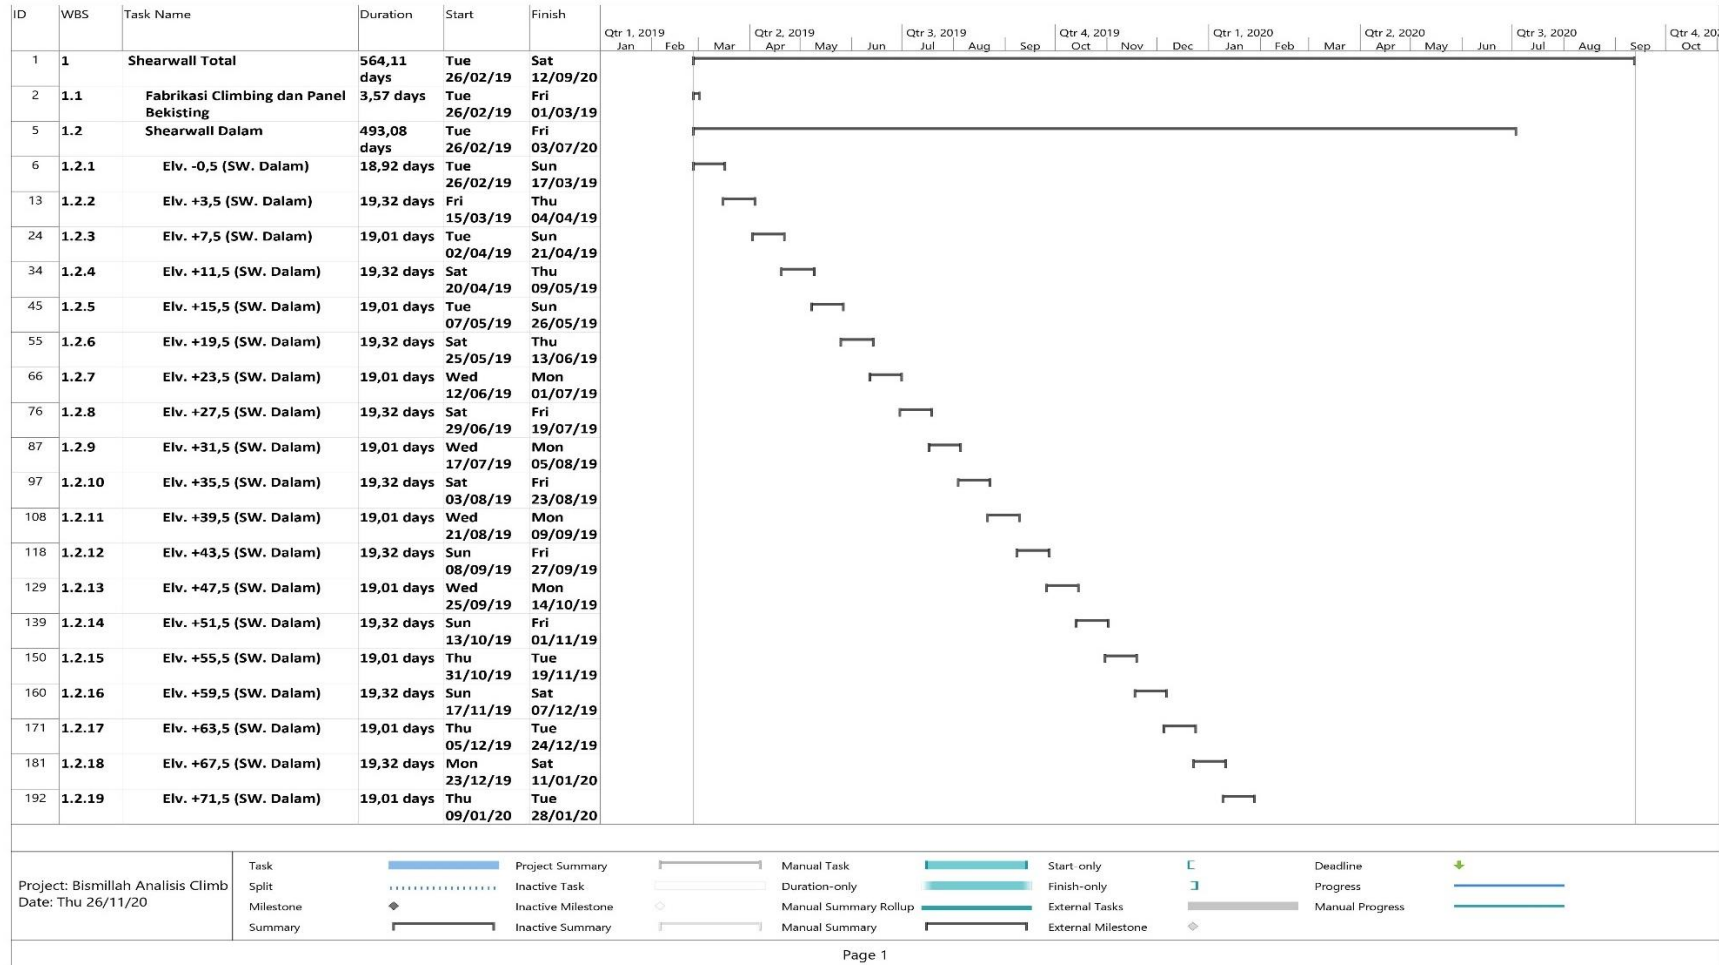 ID WBS Task Name Duration Start Finish
Qtr 1, 2019 Qtr 2, 2019 Qtr 3, 2019 Qtr 4, 2019 Qtr 1, 2020 Qtr 2, 2020 Qtr 3, 2020 Qtr 4, 202
Jan Feb Mar Apr May Jun Jul Aug Sep Oct Nov Dec Jan Feb Mar Apr May Jun Jul Aug Sep Oct
1 1 Shearwall Total 564,11 Tue Sat
days 26/02/19 12/09/20
2 1.1 Fabrikasi Climbing dan Panel 3,57 days Tue Fri
Bekisting 26/02/19 01/03/19
5 1.2 Shearwall Dalam 493,08 Tue Fri
days 26/02/19 03/07/20
6 1.2.1 Elv. -0,5 (SW. Dalam) 18,92 days Tue Sun
26/02/19 17/03/19
13 1.2.2 Elv. +3,5 (SW. Dalam) 19,32 days Fri Thu
15/03/19 04/04/19
24 1.2.3 Elv. +7,5 (SW. Dalam) 19,01 days Tue Sun
02/04/19 21/04/19
34 1.2.4 Elv. +11,5 (SW. Dalam) 19,32 days Sat Thu
20/04/19 09/05/19
45 1.2.5 Elv. +15,5 (SW. Dalam) 19,01 days Tue Sun
07/05/19 26/05/19
55 1.2.6 Elv. +19,5 (SW. Dalam) 19,32 days Sat Thu
25/05/19 13/06/19
66 1.2.7 Elv. +23,5 (SW. Dalam) 19,01 days Wed Mon
12/06/19 01/07/19
76 1.2.8 Elv. +27,5 (SW. Dalam) 19,32 days Sat Fri
29/06/19 19/07/19
87 1.2.9 Elv. +31,5 (SW. Dalam) 19,01 days Wed Mon
17/07/19 05/08/19
97 1.2.10 Elv. +35,5 (SW. Dalam) 19,32 days Sat Fri
03/08/19 23/08/19
108 1.2.11 Elv. +39,5 (SW. Dalam) 19,01 days Wed Mon
21/08/19 09/09/19
118 1.2.12 Elv. +43,5 (SW. Dalam) 19,32 days Sun Fri
08/09/19 27/09/19
129 1.2.13 Elv. +47,5 (SW. Dalam) 19,01 days Wed Mon
25/09/19 14/10/19
139 1.2.14 Elv. +51,5 (SW. Dalam) 19,32 days Sun Fri
13/10/19 01/11/19
150 1.2.15 Elv. +55,5 (SW. Dalam) 19,01 days Thu Tue
31/10/19 19/11/19
160 1.2.16 Elv. +59,5 (SW. Dalam) 19,32 days Sun Sat
17/11/19 07/12/19
171 1.2.17 Elv. +63,5 (SW. Dalam) 19,01 days Thu Tue
05/12/19 24/12/19
181 1.2.18 Elv. +67,5 (SW. Dalam) 19,32 days Mon Sat
23/12/19 11/01/20
192 1.2.19 Elv. +71,5 (SW. Dalam) 19,01 days Thu Tue
09/01/20 28/01/20
Project: Bismillah Analisis Climb
Date: Thu 26/11/20
Task Project Summary Manual Task Start-only Deadline
Split Inactive Task Duration-only Finish-only Progress
Milestone Inactive Milestone Manual Summary Rollup External Tasks Manual Progress
Summary Inactive Summary Manual Summary External Milestone
Page 1